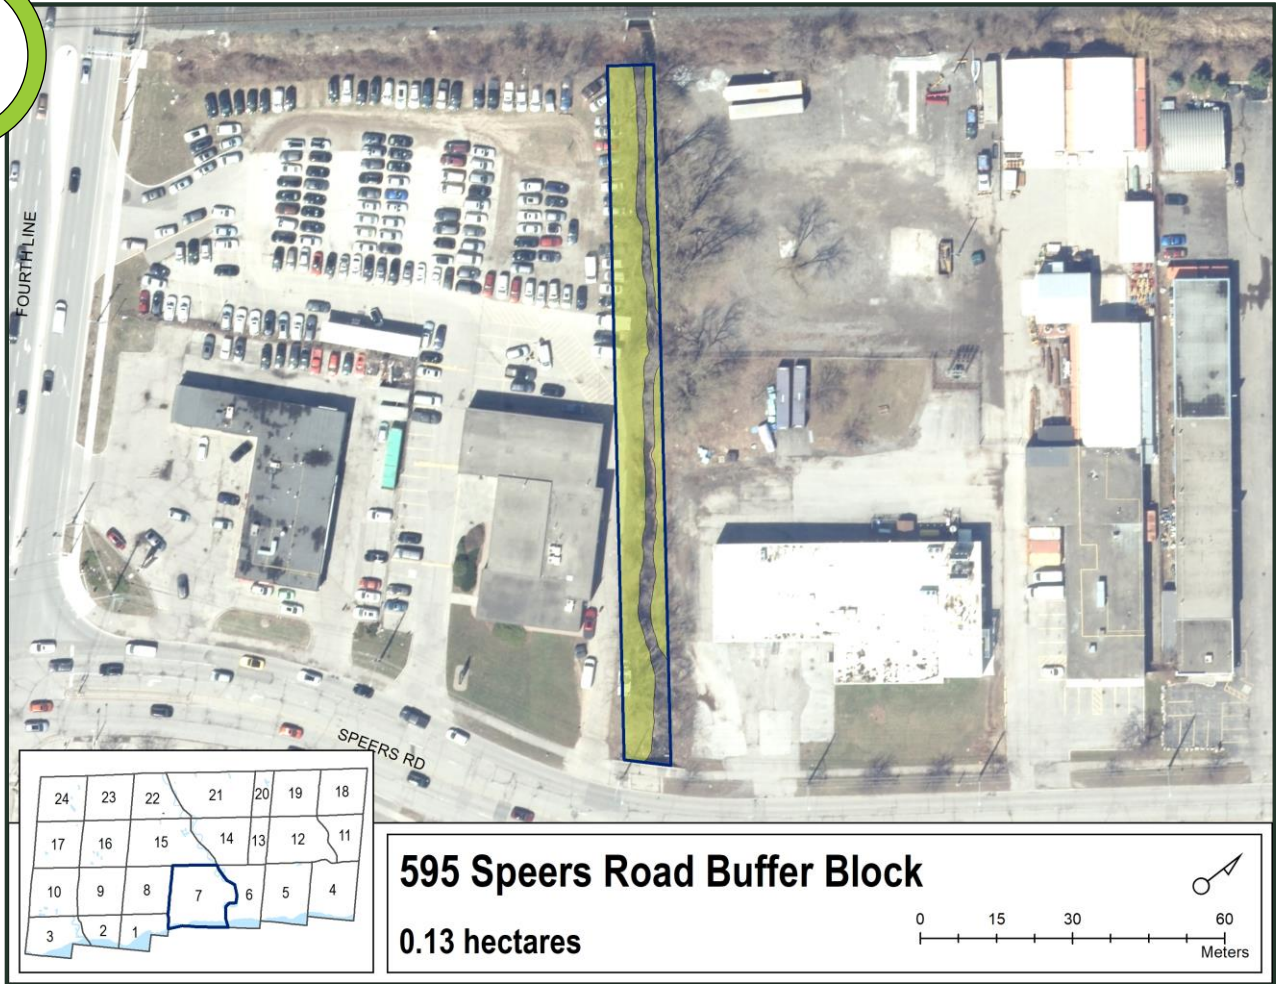 FOURTH LINE
SPEERS RD
24 23 22 21 20 19 18
17 16 15 14 13 12 11
10 9 8 7 6 5 4
3 2 1
595 Speers Road Buffer Block
0.13 hectares
0 15 30 60
Meters